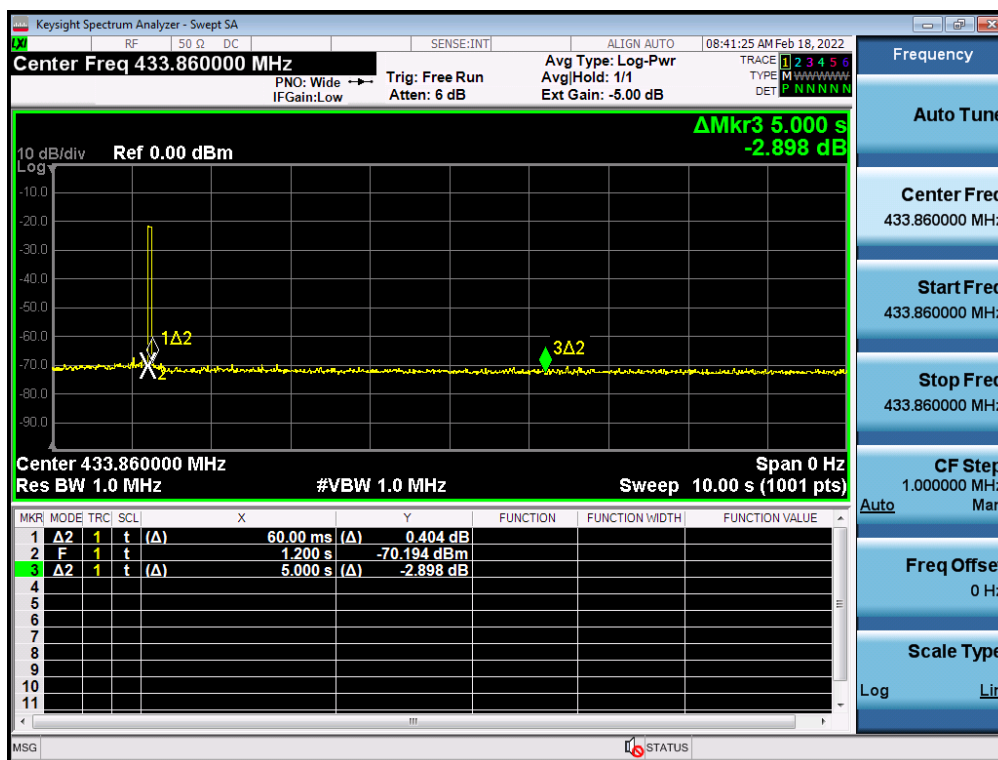 Keysight Spectrum Analyzer - Swept SA
LXI RF 50 Ω DC SENSE:INT ALIGN AUTO 08:41:25 AM Feb 18, 2022
Center Freq 433.860000 MHz
PNO: Wide
IFGain:Low
Trig: Free Run
Atten: 6 dB
Avg Type: Log-Pwr
Avg|Hold: 1/1
Ext Gain: -5.00 dB
TRACE 1 2 3 4 5 6
TYPE M WWWWW
DET P N N N N N
ΔMkr3 5.000 s
-2.898 dB
10 dB/div Ref 0.00 dBm
Log
-10.0
-20.0
-30.0
-40.0
-50.0
-60.0
-70.0
-80.0
-90.0
1Δ2
2
3Δ2
Center 433.860000 MHz Span 0 Hz
Res BW 1.0 MHz #VBW 1.0 MHz Sweep 10.00 s (1001 pts)
MKR MODE TRC SCL X Y FUNCTION FUNCTION WIDTH FUNCTION VALUE
1 Δ2 1 t (Δ) 60.00 ms (Δ) 0.404 dB
2 F 1 t 1.200 s -70.194 dBm
3 Δ2 1 t (Δ) 5.000 s (Δ) -2.898 dB
4
5
6
7
8
9
10
11
MSG STATUS
Frequency
Auto Tune
Center Freq
433.860000 MHz
Start Freq
433.860000 MHz
Stop Freq
433.860000 MHz
CF Step
1.000000 MHz
Auto Man
Freq Offset
0 Hz
Scale Type
Log Lin